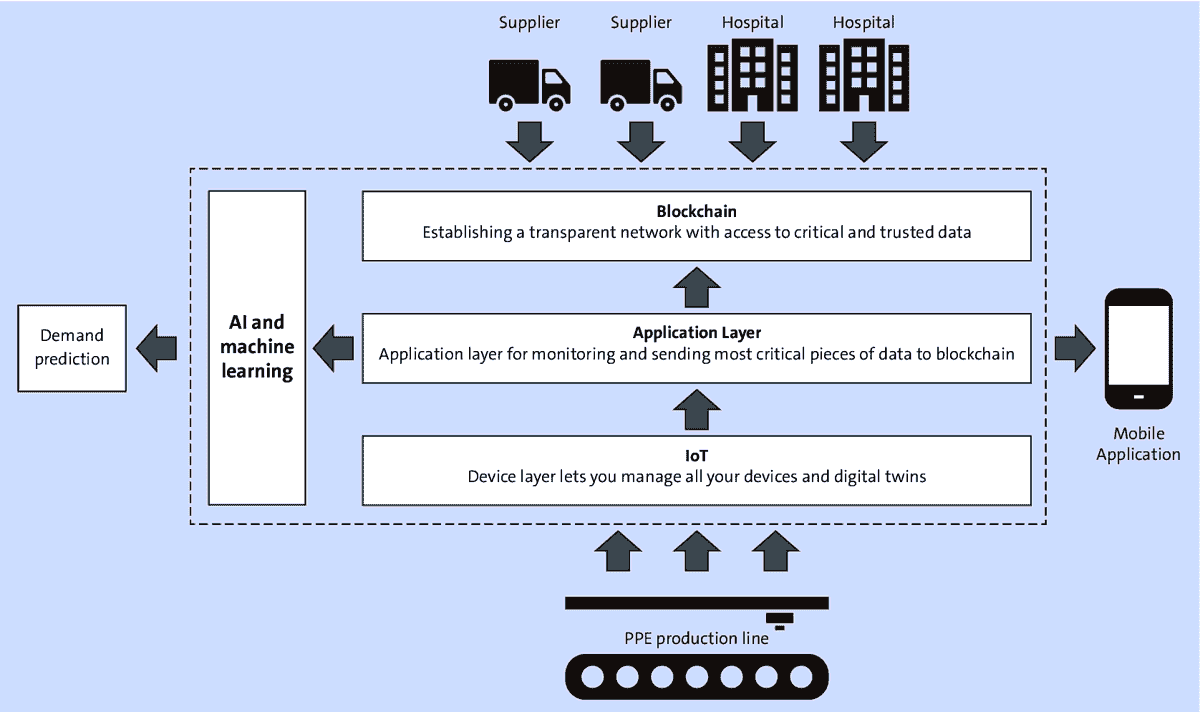 Supplier
Supplier
Hospital
Hospital
Blockchain
Establishing a transparent network with access to critical and trusted data
Demand
prediction
AI and
machine
learning
Application Layer
Application layer for monitoring and sending most critical pieces of data to blockchain
Mobile
Application
IoT
Device layer lets you manage all your devices and digital twins
PPE production line